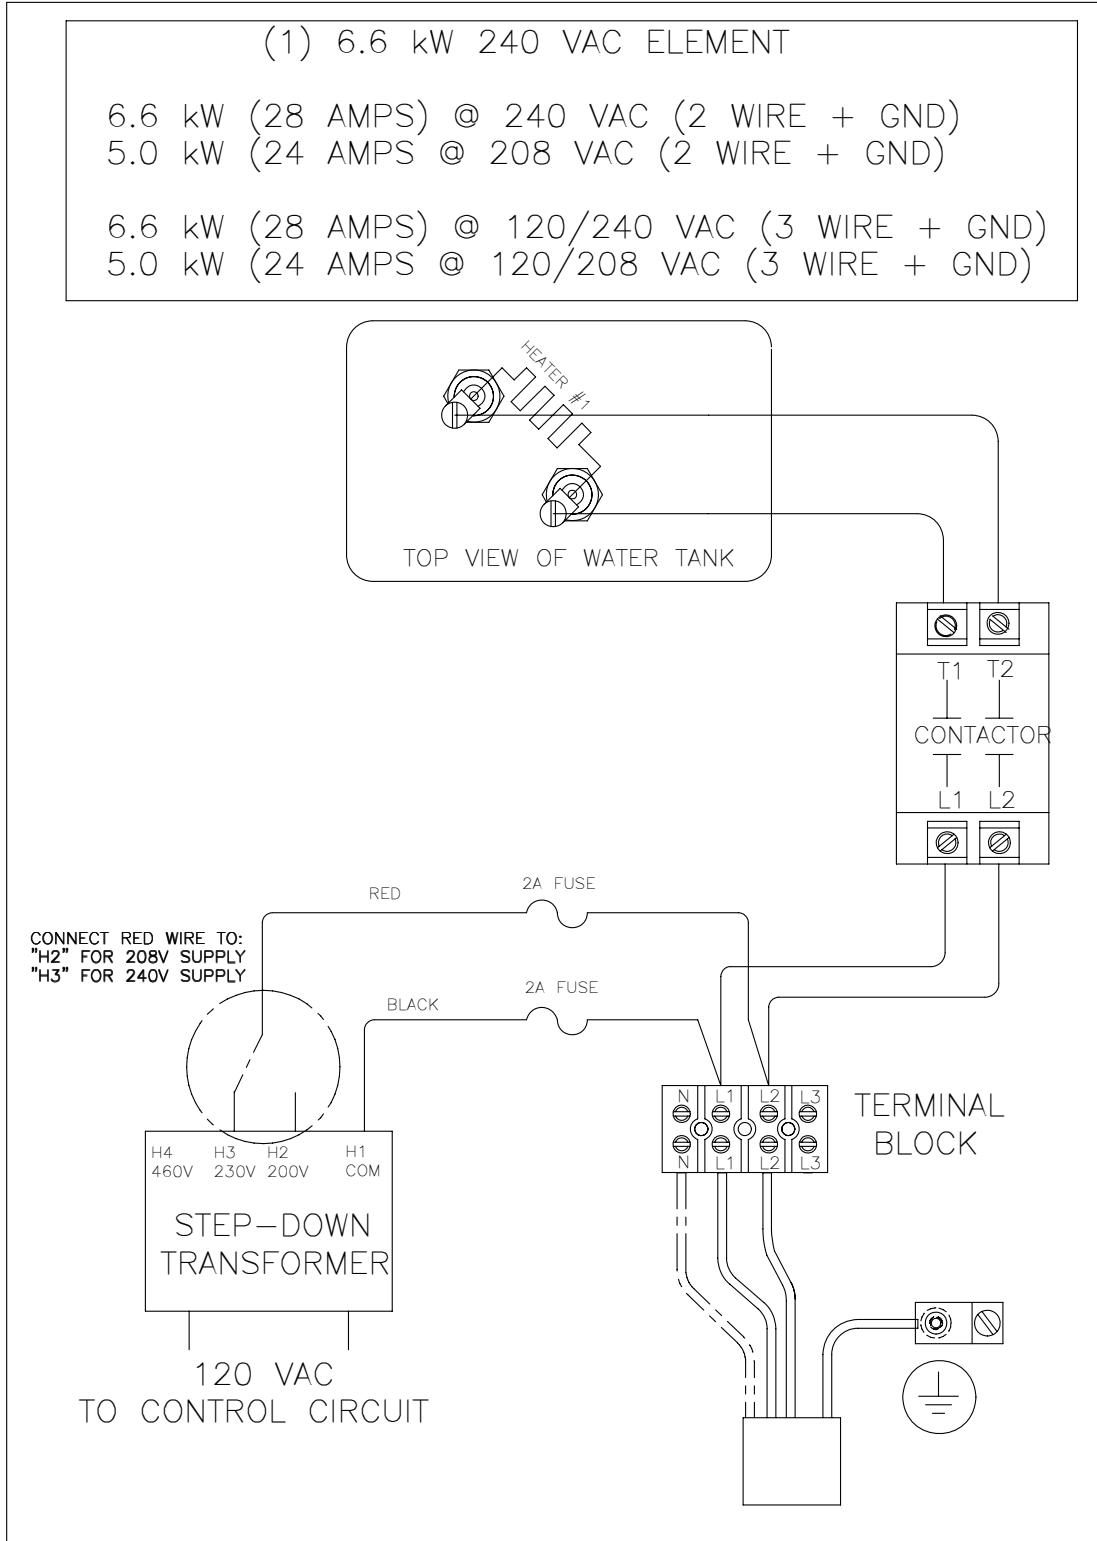 (1) 6.6 kW 240 VAC ELEMENT
6.6 kW (28 AMPS) @ 240 VAC (2 WIRE + GND)
5.0 kW (24 AMPS @ 208 VAC (2 WIRE + GND)
6.6 kW (28 AMPS) @ 120/240 VAC (3 WIRE + GND)
5.0 kW (24 AMPS @ 120/208 VAC (3 WIRE + GND)
HEATER #1
TOP VIEW OF WATER TANK
T1 T2
CONTACTOR
L1 L2
RED
2A FUSE
CONNECT RED WIRE TO:
"H2" FOR 208V SUPPLY
"H3" FOR 240V SUPPLY
BLACK
2A FUSE
N L1 L2 L3
N L1 L2 L3
TERMINAL
BLOCK
H4 H3 H2 H1
460V 230V 200V COM
STEP-DOWN
TRANSFORMER
120 VAC
TO CONTROL CIRCUIT